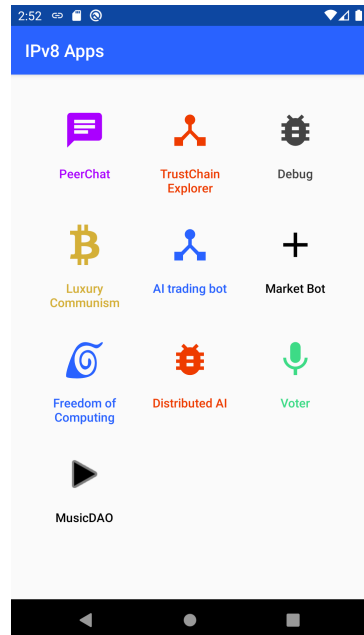 2:52
IPv8 Apps
PeerChat
TrustChain
Explorer
Debug
Luxury
Communism
AI trading bot
Market Bot
Freedom of
Computing
Distributed AI
Voter
MusicDAO